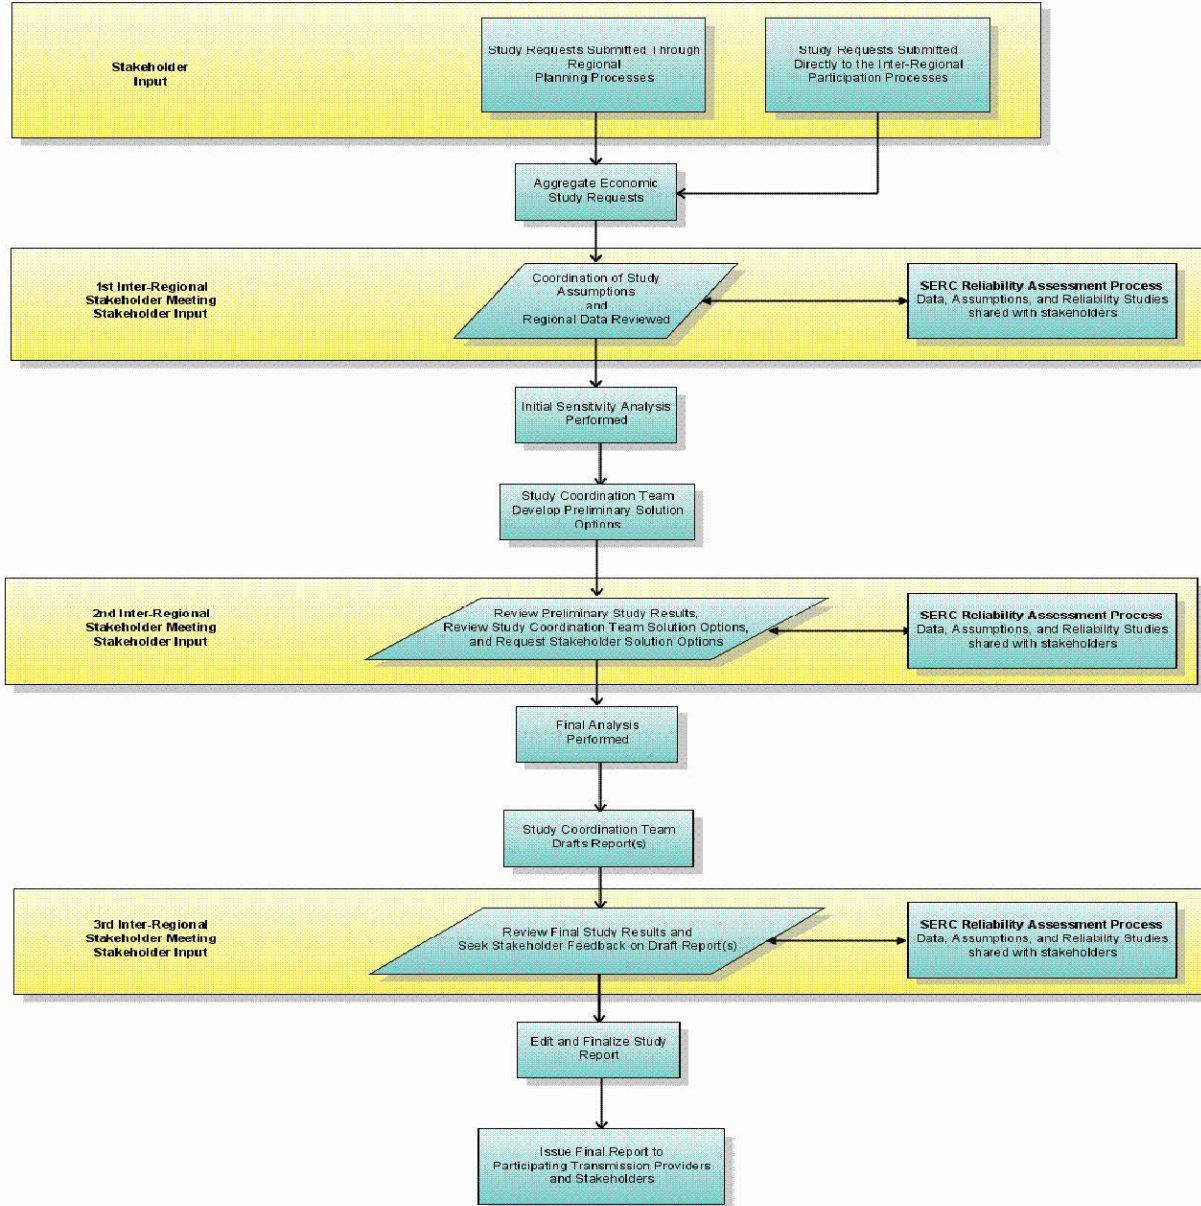 Stakeholder
Input
Study Requests Submitted Through
Regional
Planning Processes
Study Requests Submitted
Directly to the Inter-Regional
Participation Processes
Aggregate Economic
Study Requests
1st Inter-Regional
Stakeholder Meeting
Stakeholder Input
Coordination of Study
Assumptions
and
Regional Data Reviewed
SERC Reliability Assessment Process
Data, Assumptions, and Reliability Studies
shared with stakeholders
Initial Sensitivity Analysis
Performed
Study Coordination Team
Develop Preliminary Solution
Options
2nd Inter-Regional
Stakeholder Meeting
Stakeholder Input
Review Preliminary Study Results,
Review Study Coordination Team Solution Options,
and Request Stakeholder Solution Options
SERC Reliability Assessment Process
Data, Assumptions, and Reliability Studies
shared with stakeholders
Final Analysis
Performed
Study Coordination Team
Drafts Report(s)
3rd Inter-Regional
Stakeholder Meeting
Stakeholder Input
Review Final Study Results and
Seek Stakeholder Feedback on Draft Report(s)
SERC Reliability Assessment Process
Data, Assumptions, and Reliability Studies
shared with stakeholders
Edit and Finalize Study
Report
Issue Final Report to
Participating Transmission Providers
and Stakeholders